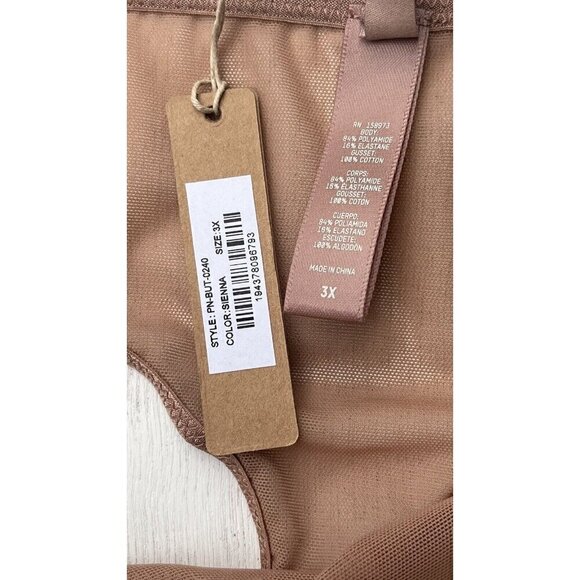 STYLE: PN-BUT-0240
COLOR:SIENNA SIZE:3X
194378096793
RN. 158973
BODY:
84% POLYAMIDE
16% ELASTANE
GUSSET:
100% COTTON
CORPS:
84% POLYAMIDE
16% ELASTHANNE
GOUSSET:
100% COTON
CUERPO:
84% POLIAMIDA
16% ELASTANO
ESCUDETE:
100% ALGODÓN
MADE IN CHINA
3X